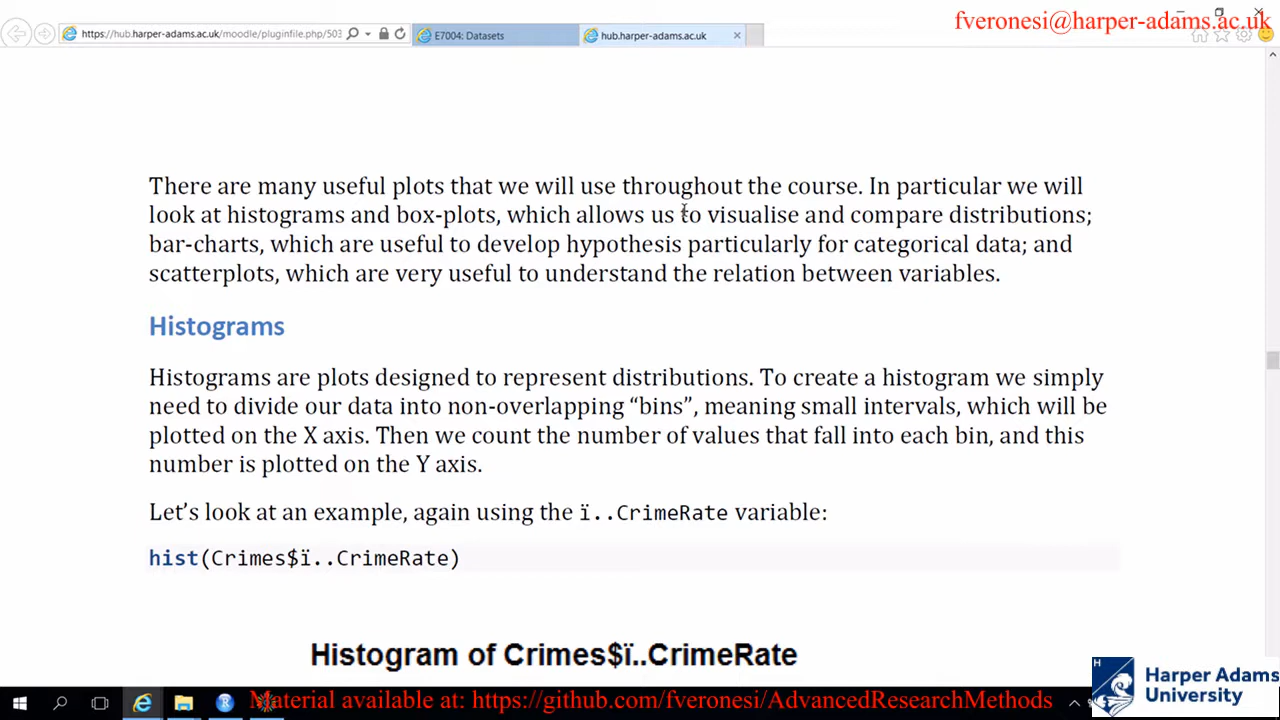 fveronesi@harper-adams.ac.uk
https://hub.harper-adams.ac.uk/moodle/pluginfile.php/503
E7004: Datasets
hub.harper-adams.ac.uk
There are many useful plots that we will use throughout the course. In particular we will
look at histograms and box-plots, which allows us to visualise and compare distributions;
bar-charts, which are useful to develop hypothesis particularly for categorical data; and
scatterplots, which are very useful to understand the relation between variables.
Histograms
Histograms are plots designed to represent distributions. To create a histogram we simply
need to divide our data into non-overlapping “bins”, meaning small intervals, which will be
plotted on the X axis. Then we count the number of values that fall into each bin, and this
number is plotted on the Y axis.
Let’s look at an example, again using the ï..CrimeRate variable:
hist(Crimes$ï..CrimeRate)
Histogram of Crimes$ï..CrimeRate
H
Harper Adams
University
Material available at: https://github.com/fveronesi/AdvancedResearchMethods